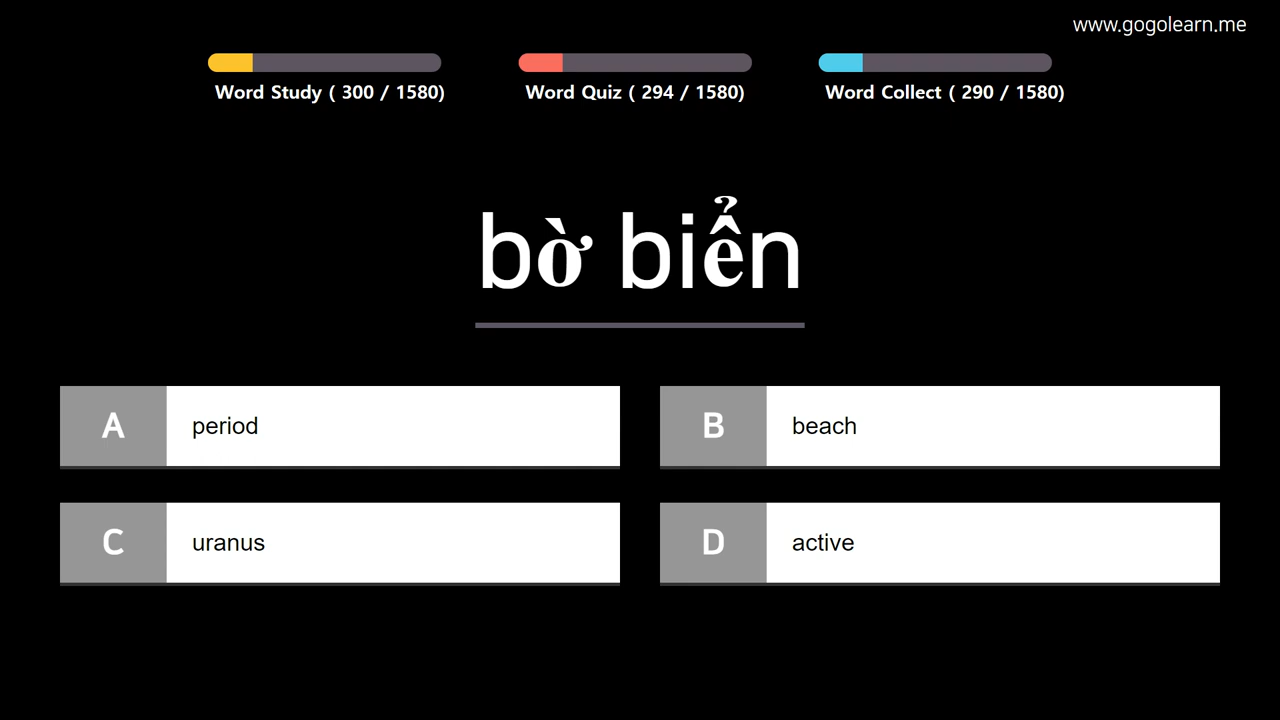 www.gogolearn.me
Word Study ( 300 / 1580)
Word Quiz ( 294 / 1580)
Word Collect ( 290 / 1580)
bờ biển
A period
B beach
C uranus
D active